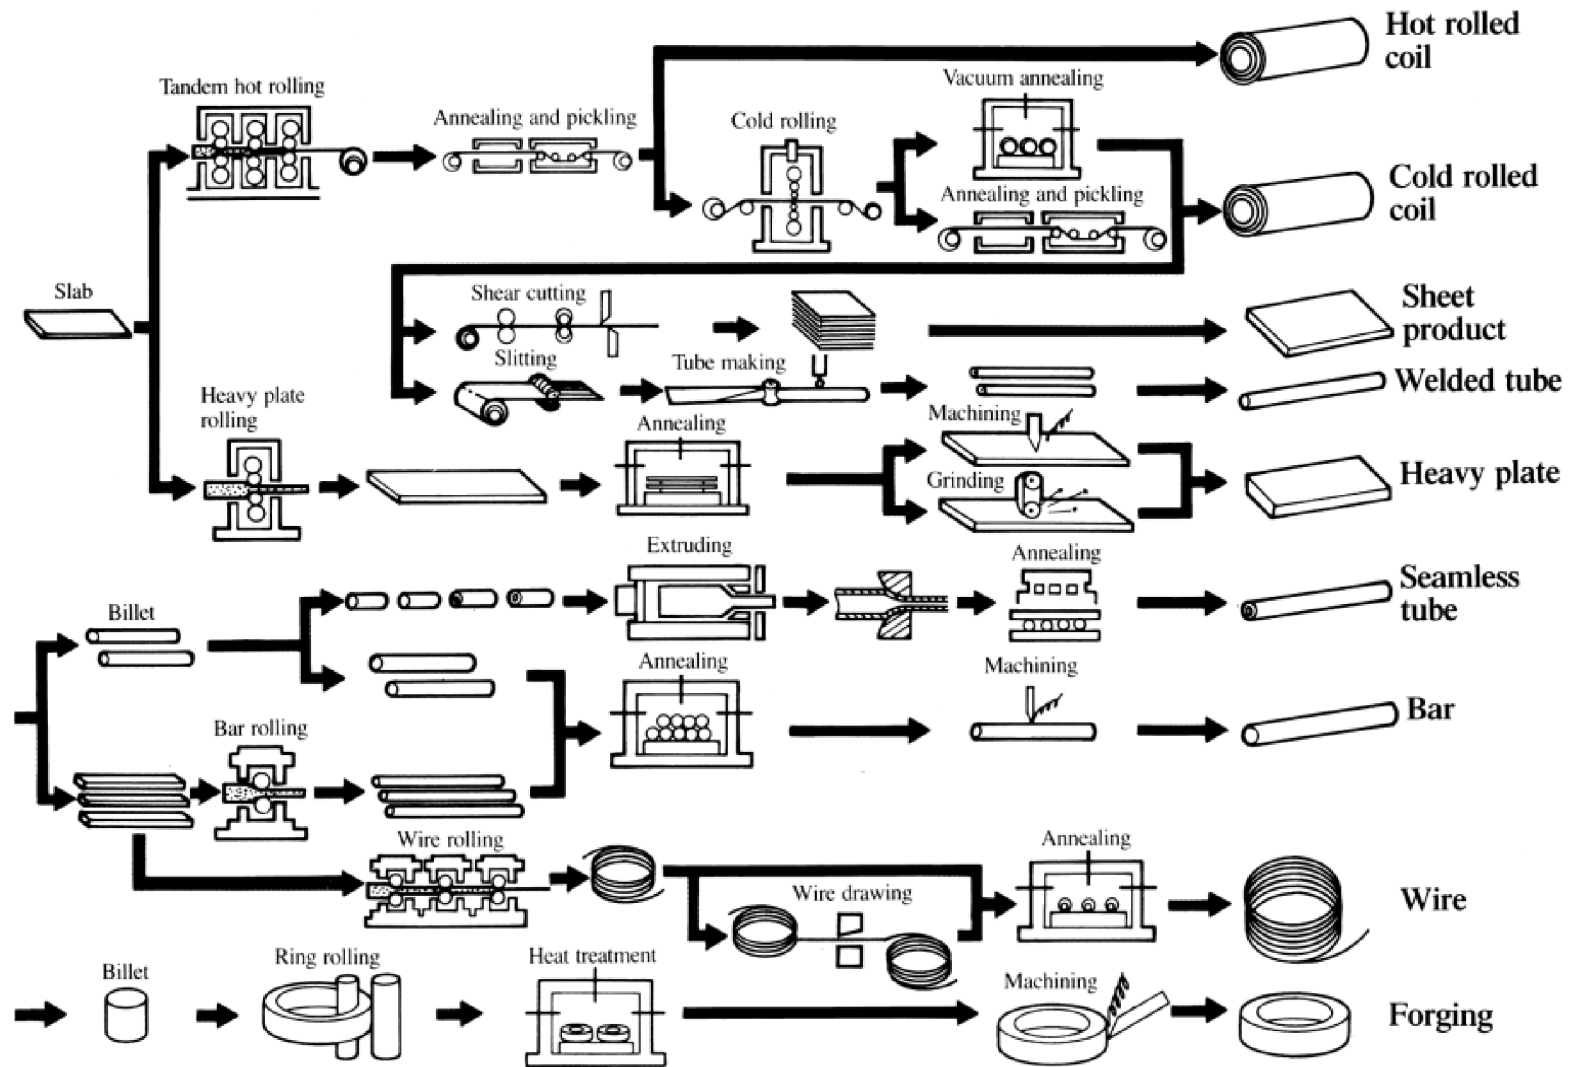 Hot rolled
coil
Tandem hot rolling
Annealing and pickling
Cold rolling
Vacuum annealing
Annealing and pickling
Cold rolled
coil
Slab
Shear cutting
Sheet
product
Slitting
Tube making
Welded tube
Heavy plate
rolling
Annealing
Machining
Grinding
Heavy plate
Extruding
Annealing
Seamless
tube
Billet
Annealing
Machining
Bar
Bar rolling
Wire rolling
Wire drawing
Annealing
Wire
Billet
Ring rolling
Heat treatment
Machining
Forging